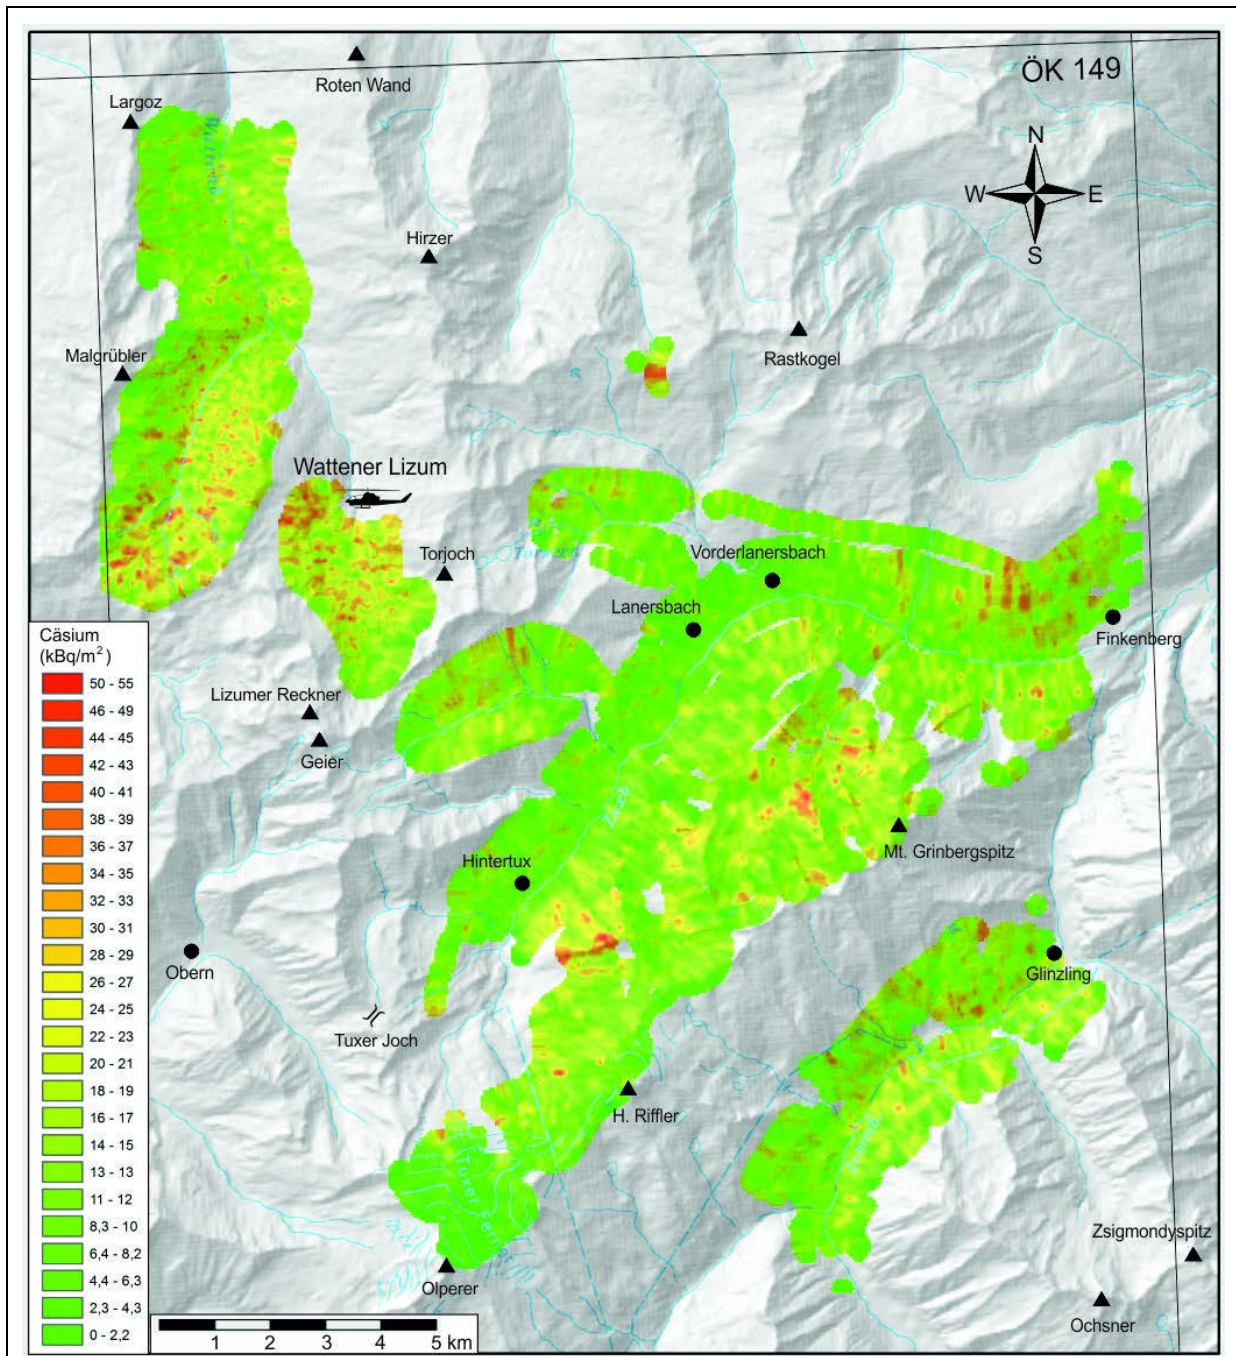 ÖK 149
Roten Wand
Largoz
N
W
E
S
Hirzer
Rastkogel
Malgrübler
Wattener Lizum
Torjoch
Vorderlanersbach
Lanersbach
Finkenberg
Cäsium
(kBq/m²)
50 - 55
46 - 49
44 - 45
42 - 43
40 - 41
38 - 39
36 - 37
34 - 35
32 - 33
30 - 31
28 - 29
26 - 27
24 - 25
22 - 23
20 - 21
18 - 19
16 - 17
14 - 15
13 - 13
11 - 12
8,3 - 10
6,4 - 8,2
4,4 - 6,3
2,3 - 4,3
0 - 2,2
Lizumer Reckner
Geier
Mt. Grinbergspitz
Hintertux
Obern
Glinzling
Tuxer Joch
H. Riffler
Tuxer Ferner
Zsigmondyspitz
Olperer
Ochsner
1 2 3 4 5 km